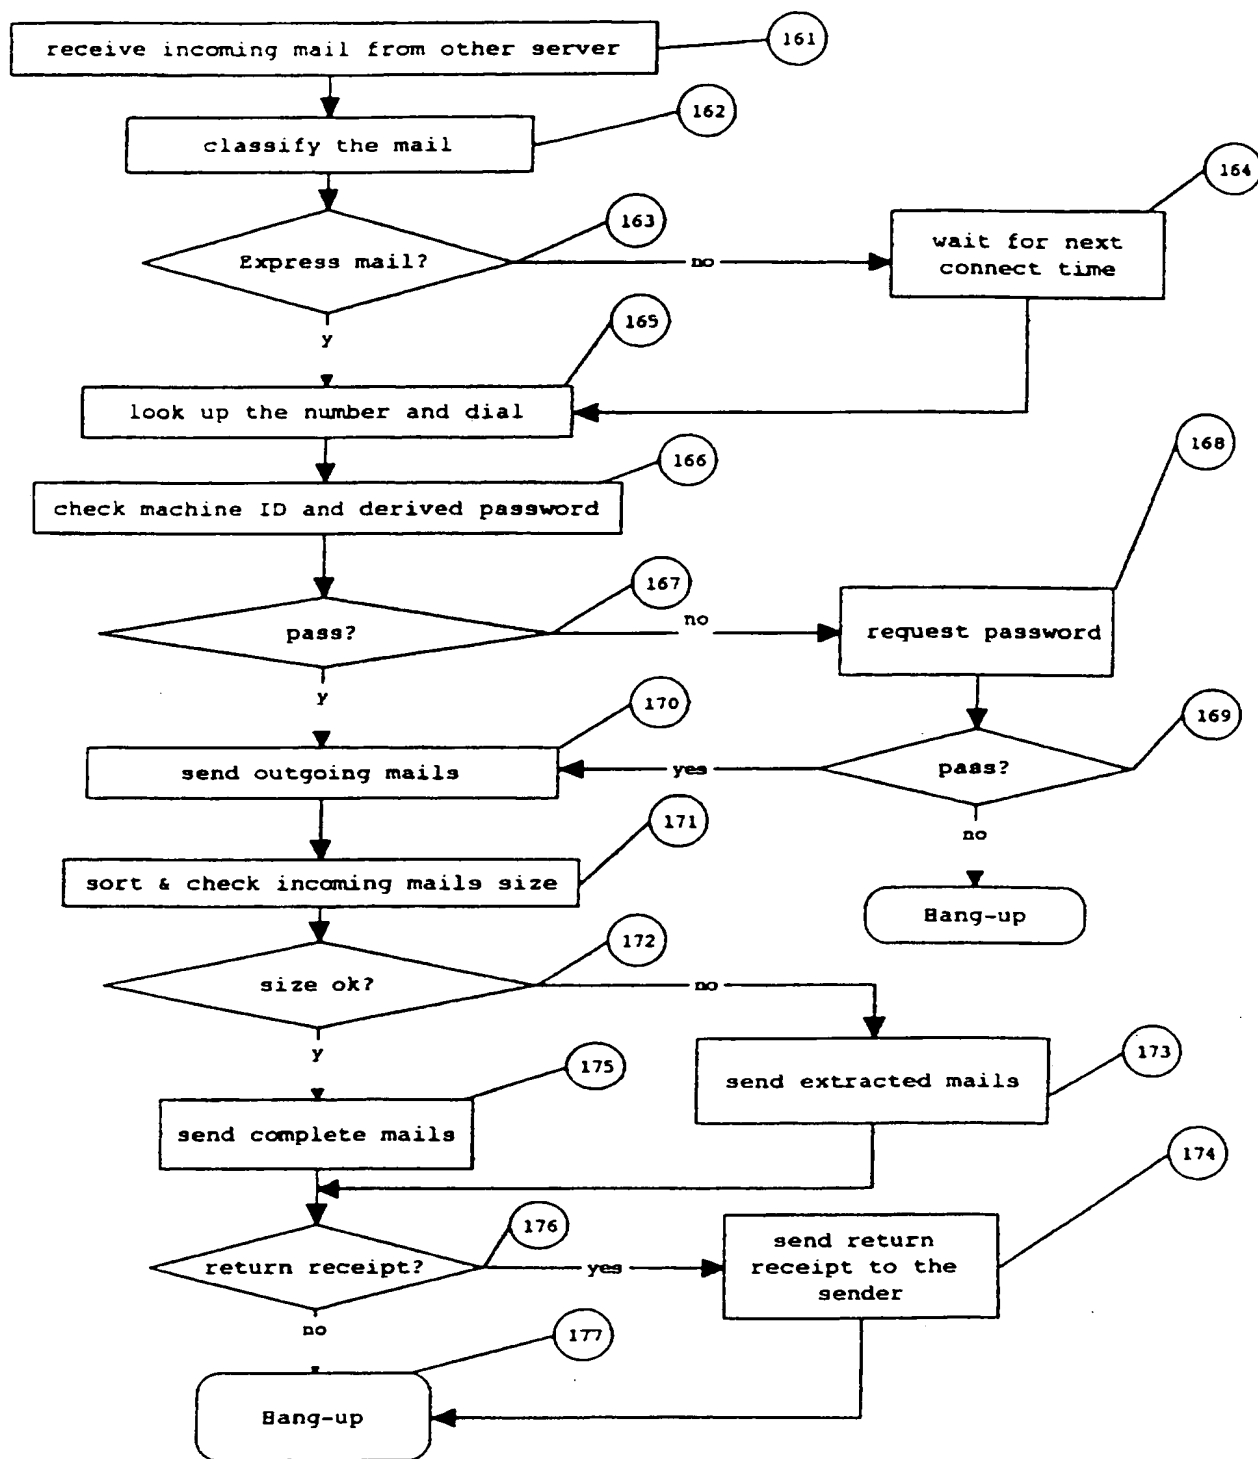 receive incoming mail from other server
161
classify the mail
162
Express mail?
163
no
wait for next
connect time
164
y
look up the number and dial
165
check machine ID and derived password
166
pass?
167
no
request password
168
y
send outgoing mails
170
yes
pass?
169
no
Hang-up
sort & check incoming mails size
171
size ok?
172
no
send extracted mails
173
y
send complete mails
175
return receipt?
176
yes
send return
receipt to the
sender
174
no
Hang-up
177